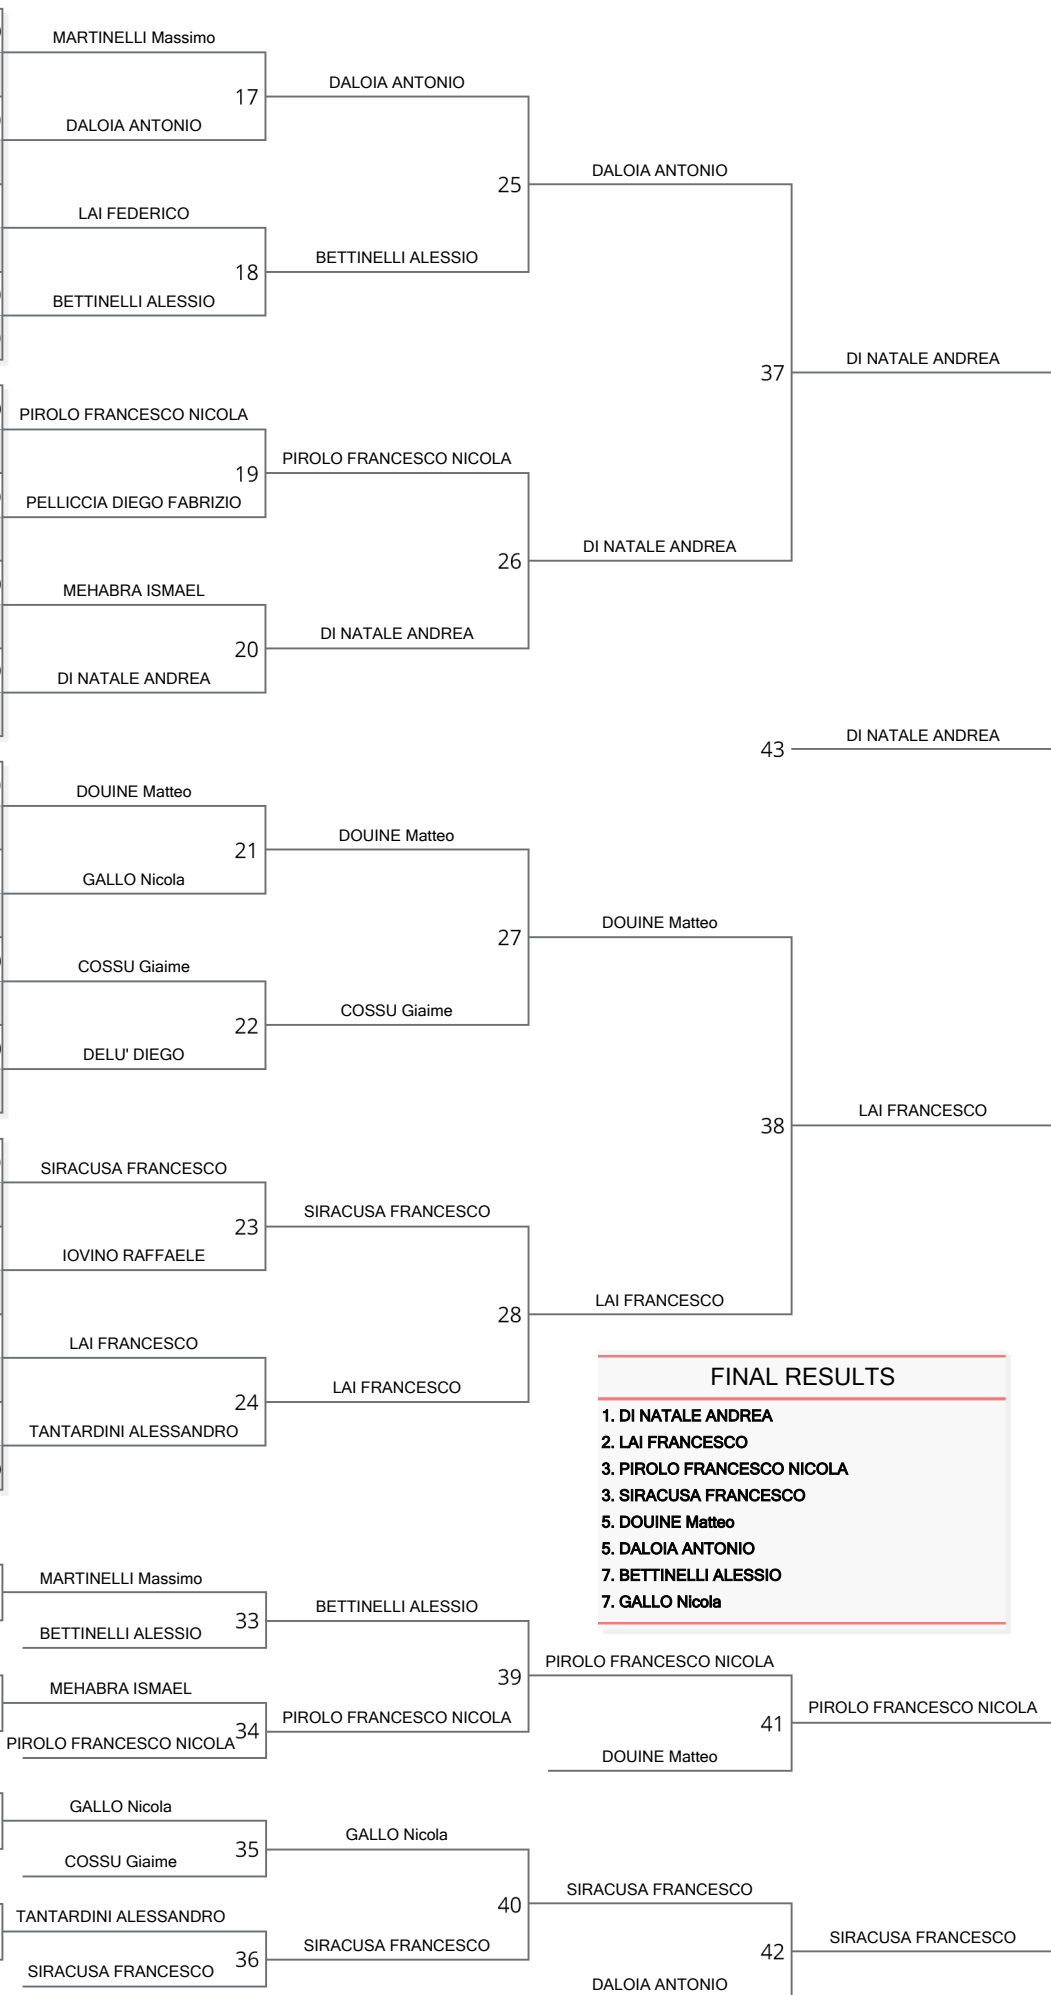 MARTINELLI Massimo
17
DALOIA ANTONIO
DALOIA ANTONIO
25
DALOIA ANTONIO
LAI FEDERICO
18
BETTINELLI ALESSIO
BETTINELLI ALESSIO
37
DI NATALE ANDREA
PIROLO FRANCESCO NICOLA
19
PIROLO FRANCESCO NICOLA
PELLICCIA DIEGO FABRIZIO
26
DI NATALE ANDREA
MEHABRA ISMAEL
20
DI NATALE ANDREA
DI NATALE ANDREA
43
DI NATALE ANDREA
DOUINE Matteo
21
DOUINE Matteo
GALLO Nicola
27
DOUINE Matteo
COSSU Giaime
22
COSSU Giaime
DELU' DIEGO
38
LAI FRANCESCO
SIRACUSA FRANCESCO
23
SIRACUSA FRANCESCO
IOVINO RAFFAELE
28
LAI FRANCESCO
LAI FRANCESCO
24
LAI FRANCESCO
TANTARDINI ALESSANDRO
FINAL RESULTS
1. DI NATALE ANDREA
2. LAI FRANCESCO
3. PIROLO FRANCESCO NICOLA
3. SIRACUSA FRANCESCO
5. DOUINE Matteo
5. DALOIA ANTONIO
7. BETTINELLI ALESSIO
7. GALLO Nicola
MARTINELLI Massimo
33
BETTINELLI ALESSIO
BETTINELLI ALESSIO
39
PIROLO FRANCESCO NICOLA
MEHABRA ISMAEL
34
PIROLO FRANCESCO NICOLA
PIROLO FRANCESCO NICOLA
41
PIROLO FRANCESCO NICOLA
DOUINE Matteo
GALLO Nicola
35
GALLO Nicola
COSSU Giaime
40
SIRACUSA FRANCESCO
TANTARDINI ALESSANDRO
36
SIRACUSA FRANCESCO
SIRACUSA FRANCESCO
42
SIRACUSA FRANCESCO
DALOIA ANTONIO